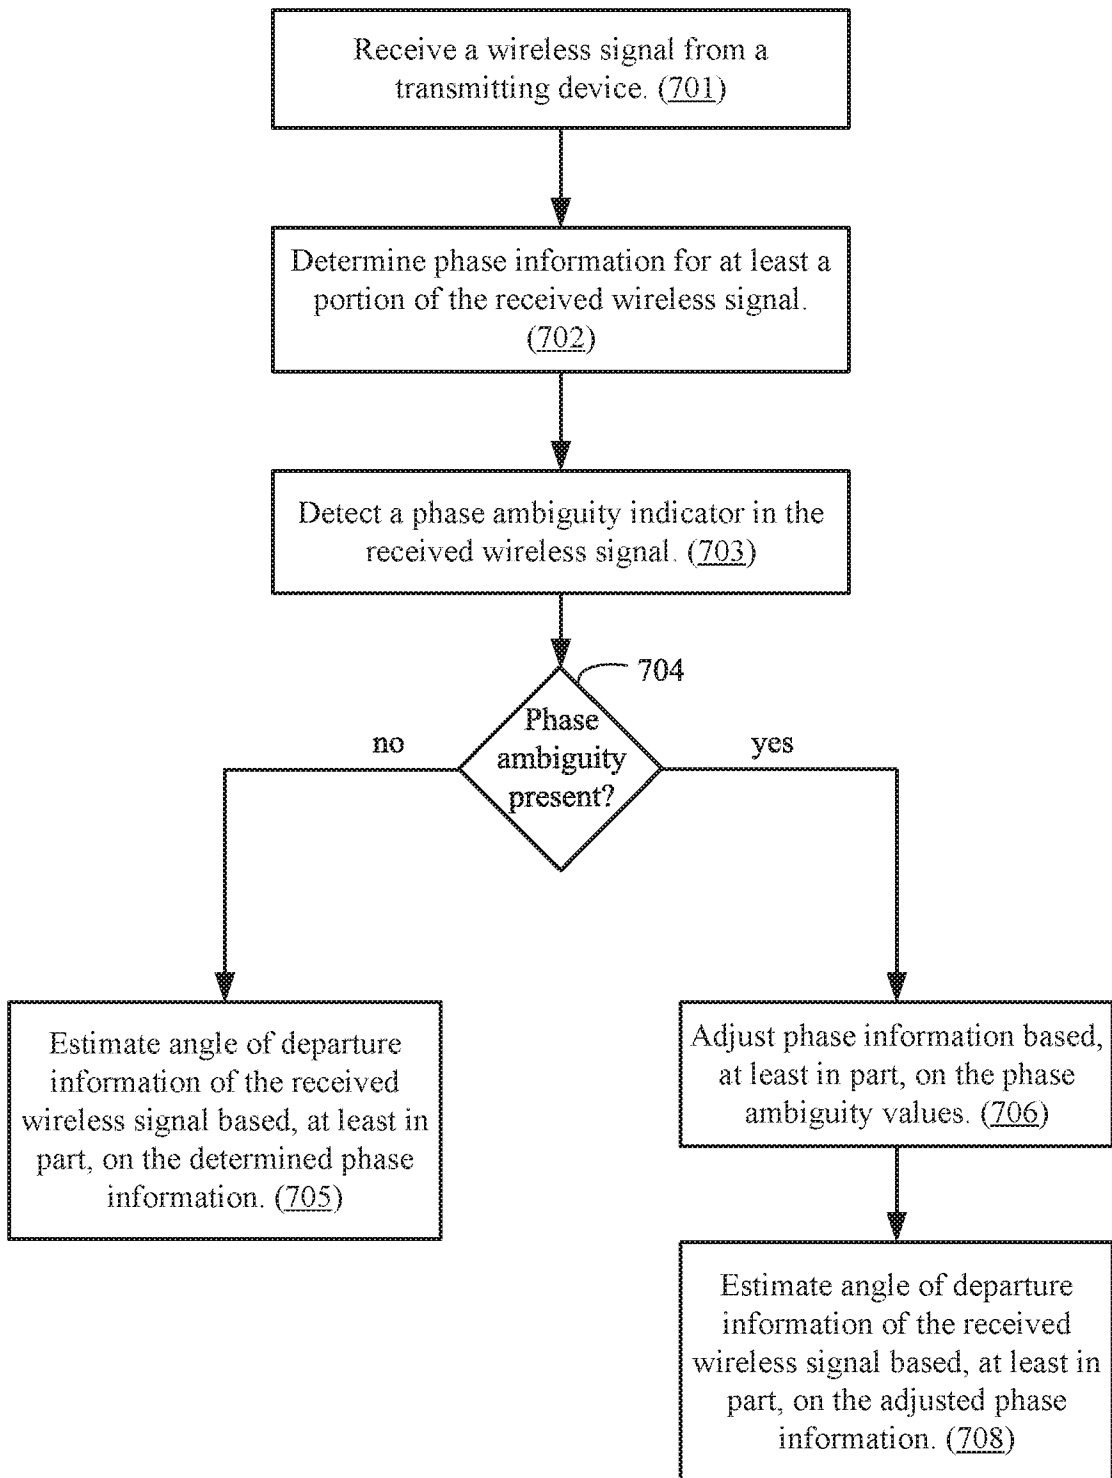 Receive a wireless signal from a
transmitting device. (701)
Determine phase information for at least a
portion of the received wireless signal.
(702)
Detect a phase ambiguity indicator in the
received wireless signal. (703)
704
Phase
ambiguity
present?
no
yes
Estimate angle of departure
information of the received
wireless signal based, at least in
part, on the determined phase
information. (705)
Adjust phase information based,
at least in part, on the phase
ambiguity values. (706)
Estimate angle of departure
information of the received
wireless signal based, at least in
part, on the adjusted phase
information. (708)